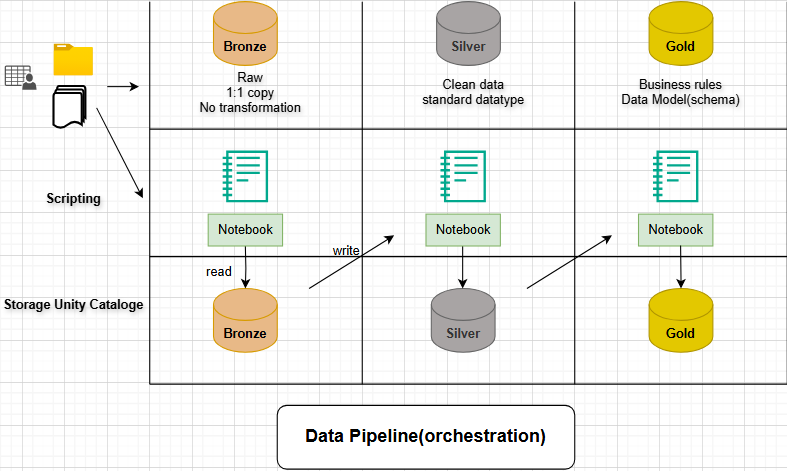 Bronze
Silver
Gold
Raw
1:1 copy
No transformation
Clean data
standard datatype
Business rules
Data Model(schema)
Scripting
Notebook
Notebook
Notebook
write
read
Storage Unity Cataloge
Bronze
Silver
Gold
Data Pipeline(orchestration)